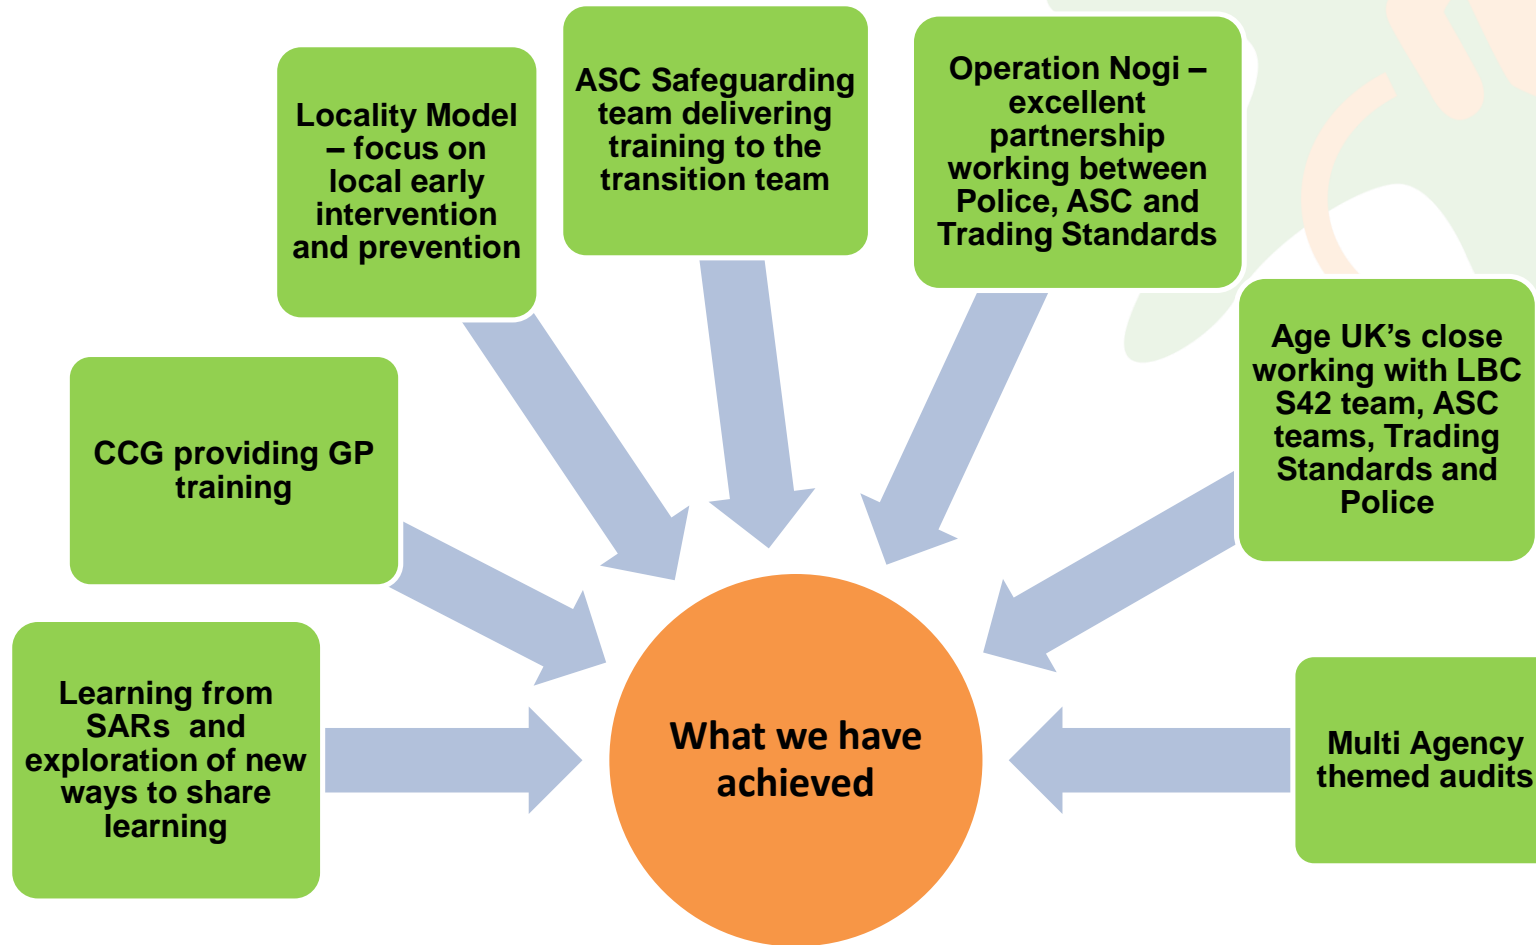 Learning from
SARs  and
exploration of new
ways to share
learning
CCG providing GP
training
Locality Model
– focus on
local early
intervention
and prevention
ASC Safeguarding
team delivering
training to the
transition team
Operation Nogi –
excellent
partnership
working between
Police, ASC and
Trading Standards
Age UK’s close
working with LBC
S42 team, ASC
teams, Trading
Standards and
Police
Multi Agency
themed audits
What we have
achieved